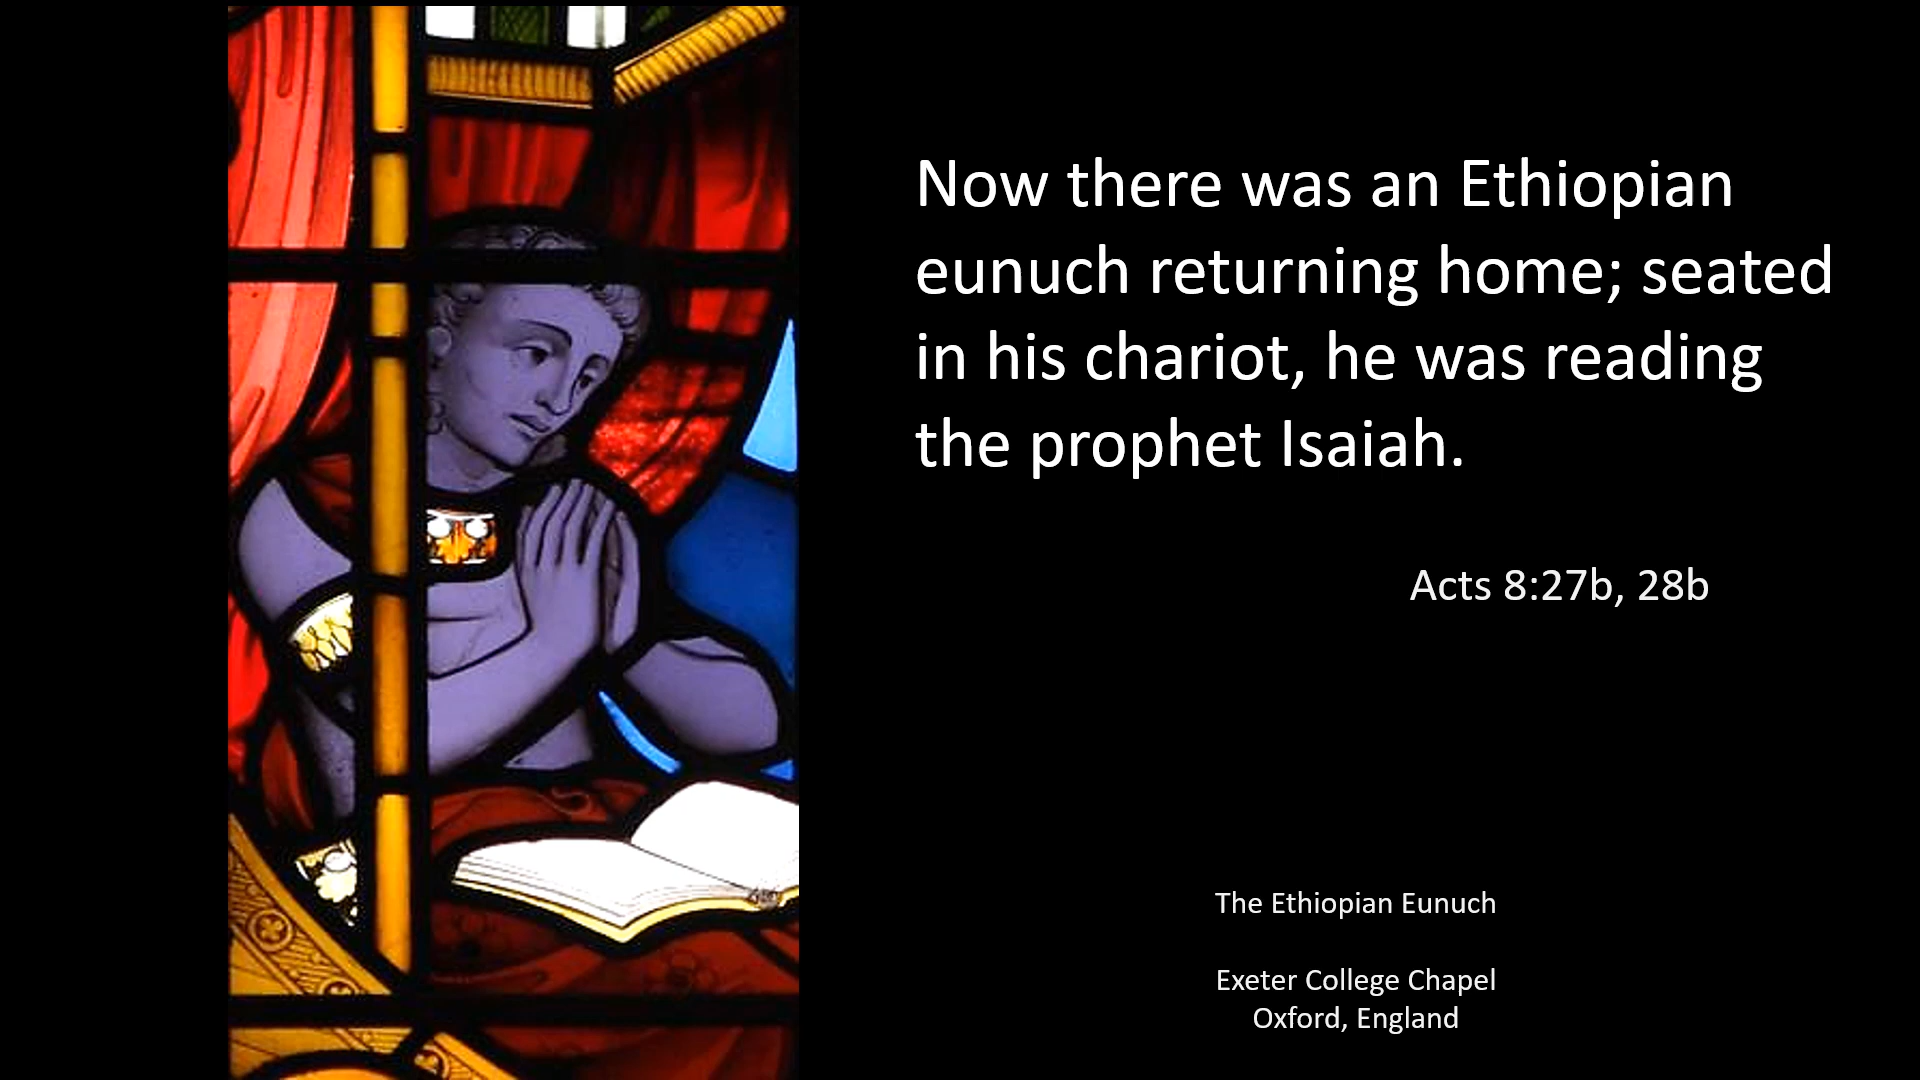 Now there was an Ethiopian
eunuch returning home; seated
in his chariot, he was reading
the prophet Isaiah.
Acts 8:27b, 28b
The Ethiopian Eunuch
Exeter College Chapel
Oxford, England